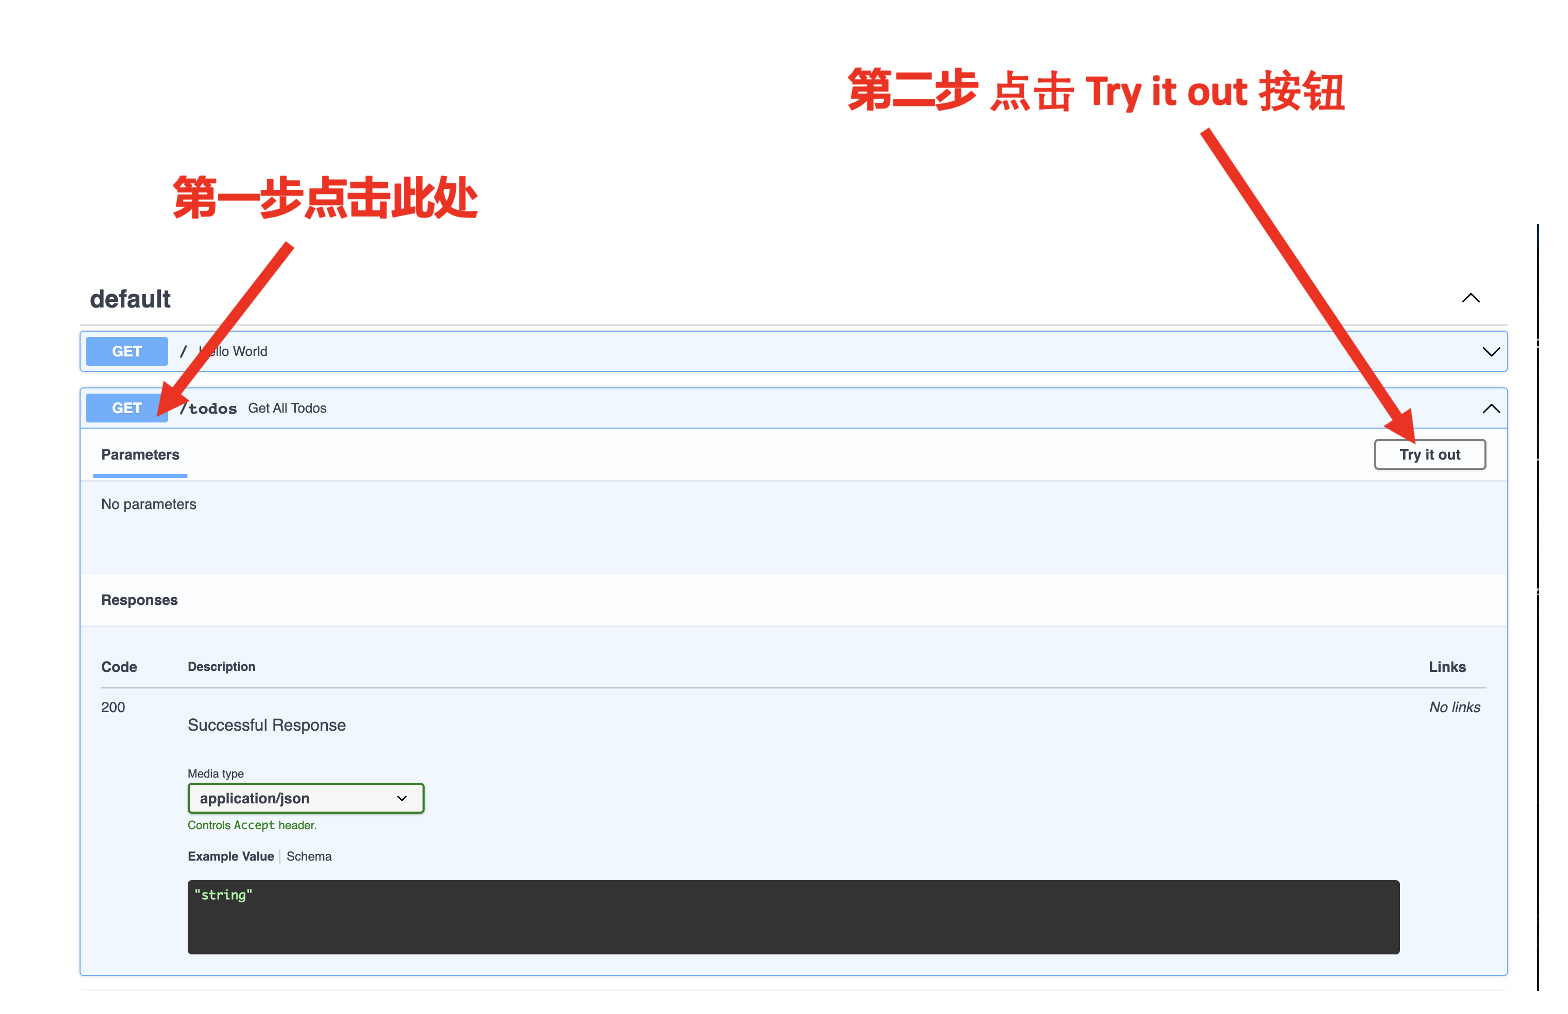 第二步 点击 Try it out 按钮
第一步点击此处
default
GET / Hello World
GET /todos Get All Todos
Parameters
Try it out
No parameters
Responses
Code Description Links
200 Successful Response No links
Media type
application/json
Controls Accept header.
Example Value Schema
"string"